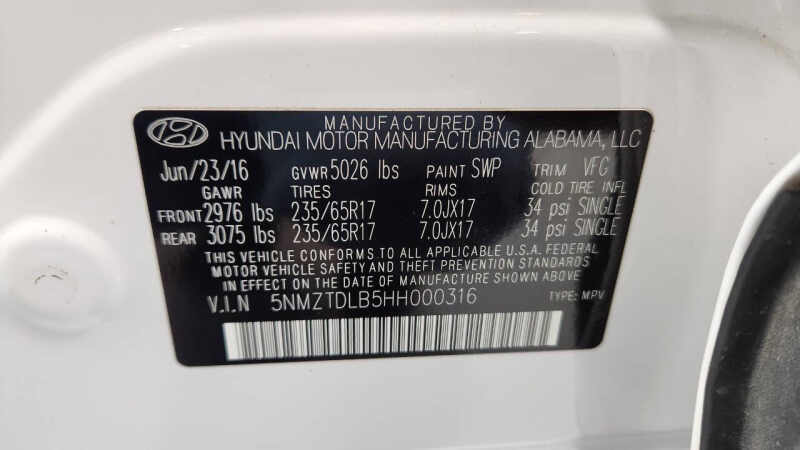 MANUFACTURED BY
HYUNDAI MOTOR MANUFACTURING ALABAMA, LLC
Jun/23/16 GVWR 5026 lbs PAINT SWP TRIM VFG
GAWR TIRES RIMS COLD TIRE INFL
FRONT 2976 lbs 235/65R17 7.0JX17 34 psi SINGLE
REAR 3075 lbs 235/65R17 7.0JX17 34 psi SINGLE
THIS VEHICLE CONFORMS TO ALL APPLICABLE U.S.A. FEDERAL
MOTOR VEHICLE SAFETY AND THEFT PREVENTION STANDARDS
IN EFFECT ON THE DATE OF MANUFACTURE SHOWN ABOVE.
V.I.N 5NMZTDLB5HH000316 TYPE: MPV